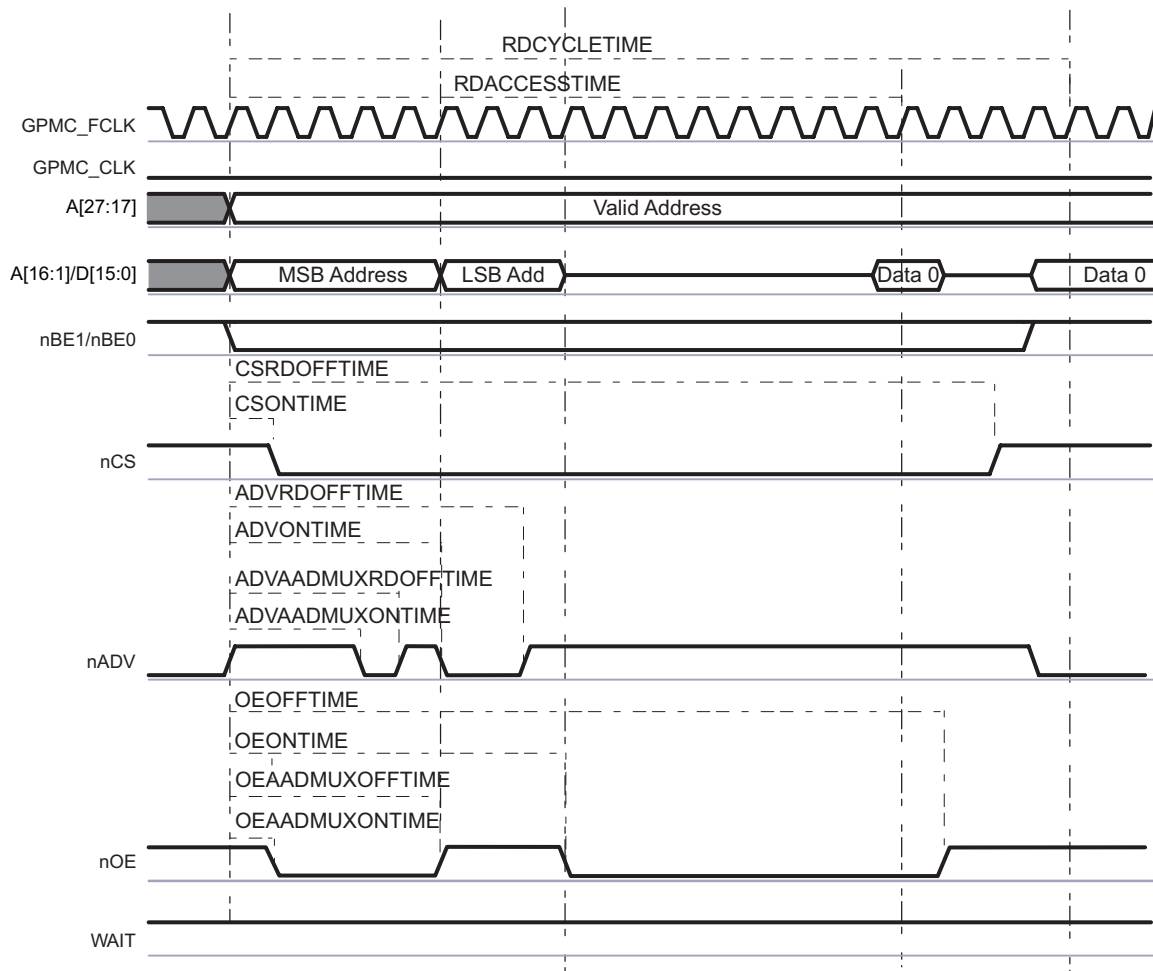 RDCYCLETIME
RDACCESSTIME
GPMC_FCLK
GPMC_CLK
A[27:17]
Valid Address
A[16:1]/D[15:0]
MSB Address
LSB Add
Data 0
Data 0
nBE1/nBE0
CSRDOFFTIME
CSONTIME
nCS
ADVRDOFFTIME
ADVONTIME
ADVAADMUXRDOFFTIME
ADVAADMUXONTIME
nADV
OEOFFTIME
OEONTIME
OEAADMUXOFFTIME
OEAADMUXONTIME
nOE
WAIT